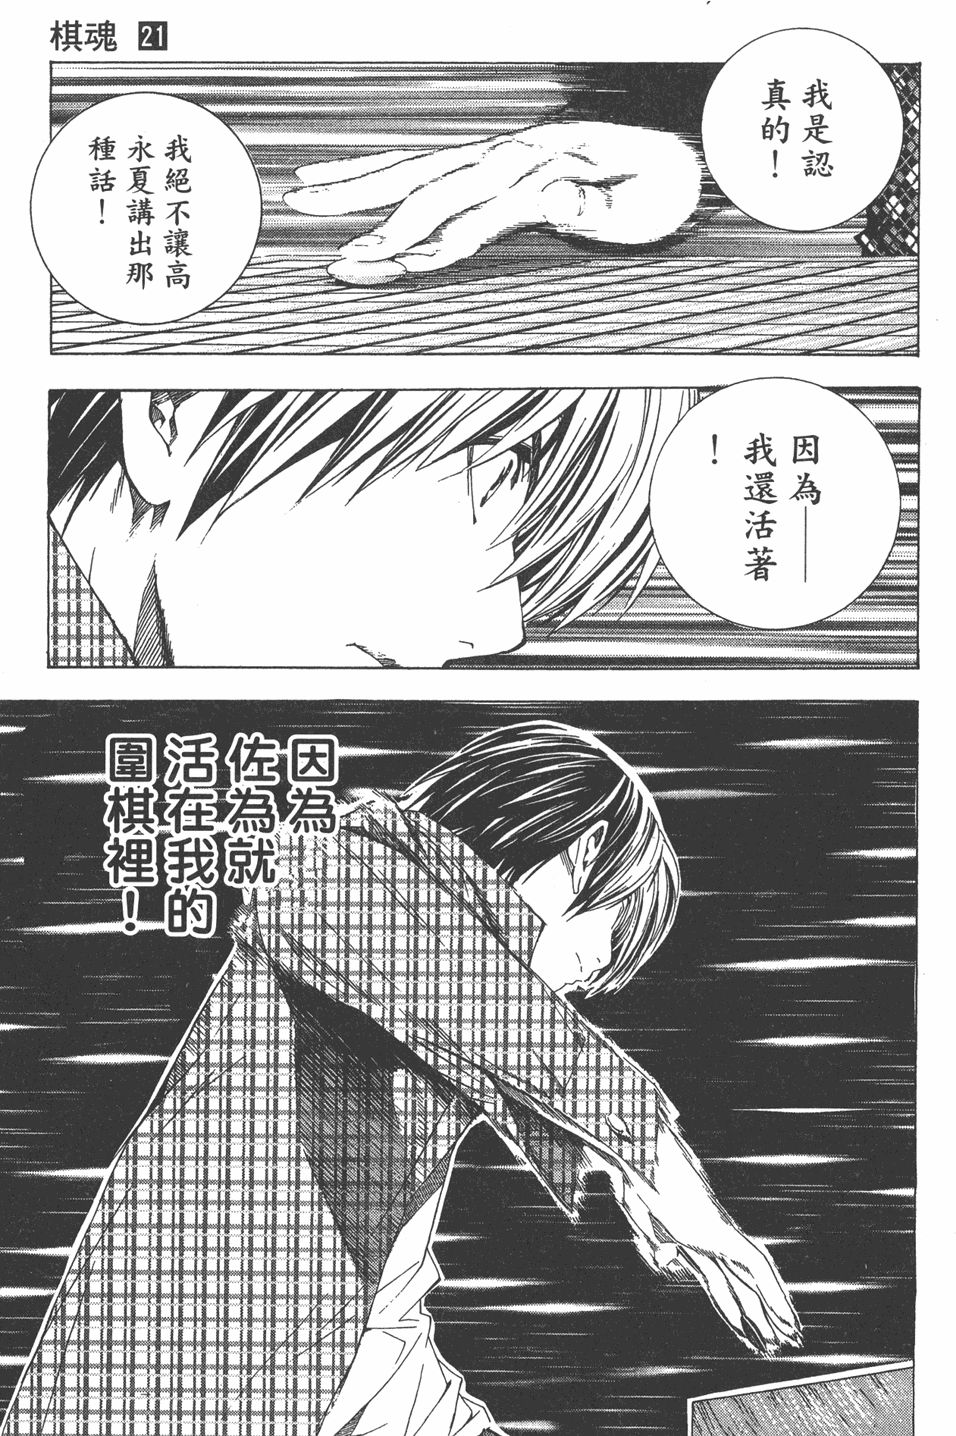 棋魂 21
我是認
真的！
我絕不讓高
永夏講出那
種話！
因為——
我還活著
！
因為
佐為就
活在我的
圍棋裡！